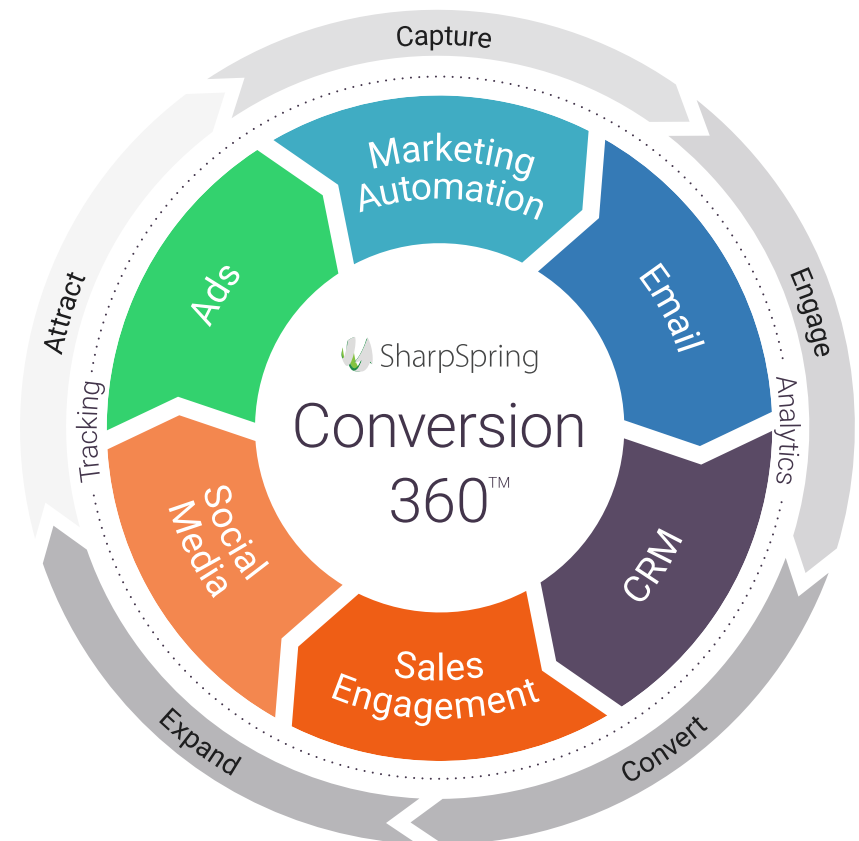 Capture
Marketing
Automation
Ads
Email
Attract
Engage
SharpSpring
Conversion
360™
Tracking
Analytics
Social
Media
CRM
Sales
Engagement
Expand
Convert